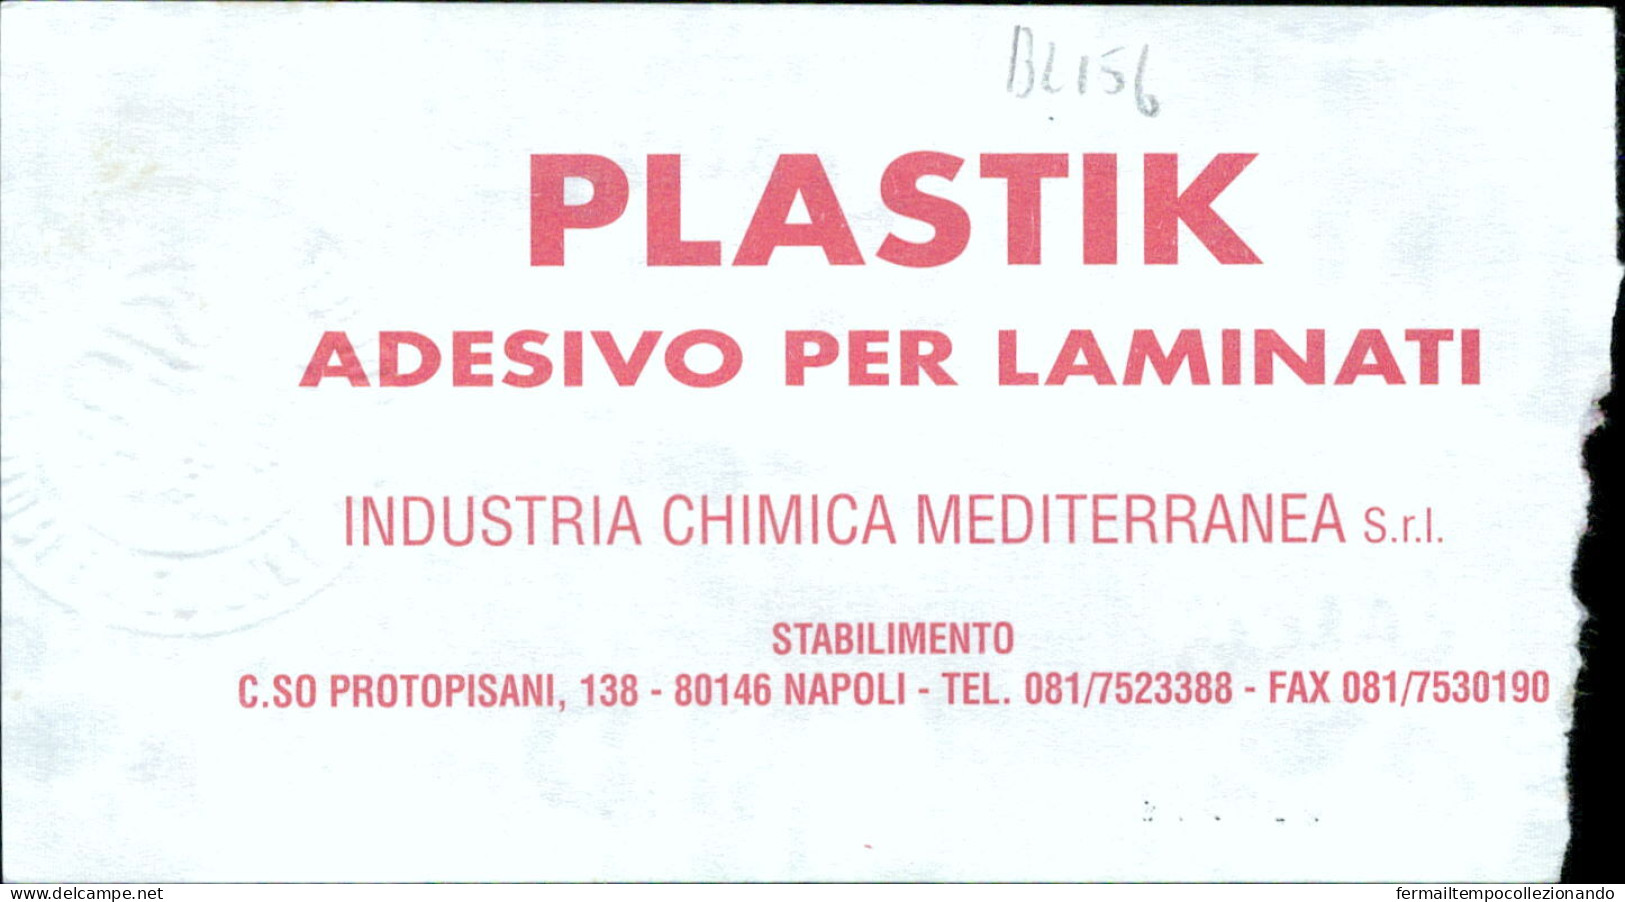 BL156
PLASTIK
ADESIVO PER LAMINATI
INDUSTRIA CHIMICA MEDITERRANEA S.r.l.
STABILIMENTO
C.SO PROTOPISANI, 138 - 80146 NAPOLI - TEL. 081/7523388 - FAX 081/7530190
www.delcampe.net
fermailtempocollezionando